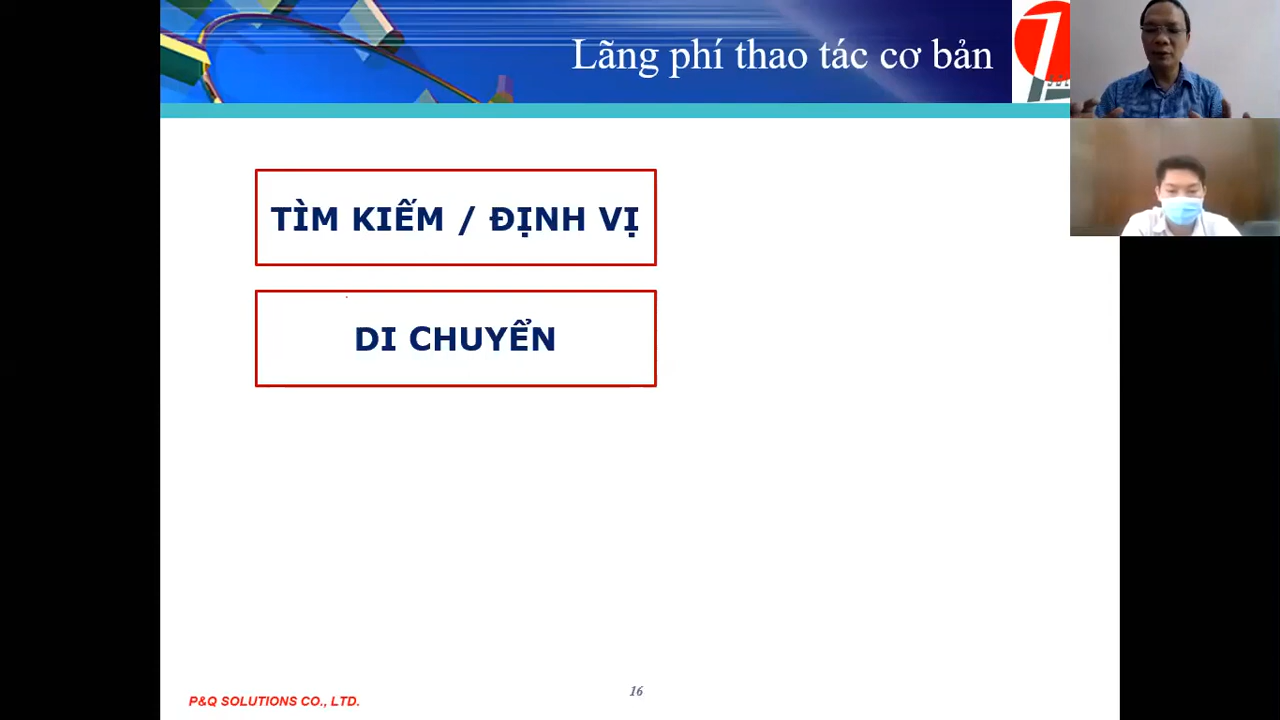 Lãng phí thao tác cơ bản
TÌM KIẾM / ĐỊNH VỊ
DI CHUYỂN
P&Q SOLUTIONS CO., LTD.
16